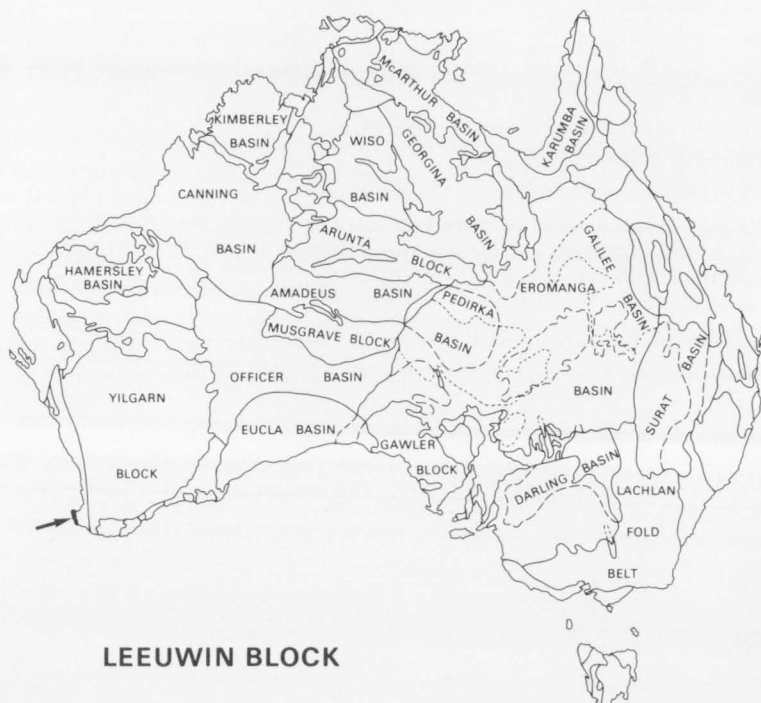 McARTHUR BASIN
KIMBERLEY
BASIN
KARUMBA
BASIN
WISO
BASIN
GEORGINA
BASIN
CANNING
BASIN
ARUNTA
BLOCK
GALILEE
BASIN
HAMERSLEY
BASIN
AMADEUS BASIN
PEDIRKA
BASIN
EROMANGA
BASIN
MUSGRAVE BLOCK
YILGARN
BLOCK
OFFICER BASIN
SURAT
BASIN
EUCLA BASIN
GAWLER
BLOCK
DARLING BASIN
LACHLAN
FOLD
BELT
LEEUWIN BLOCK